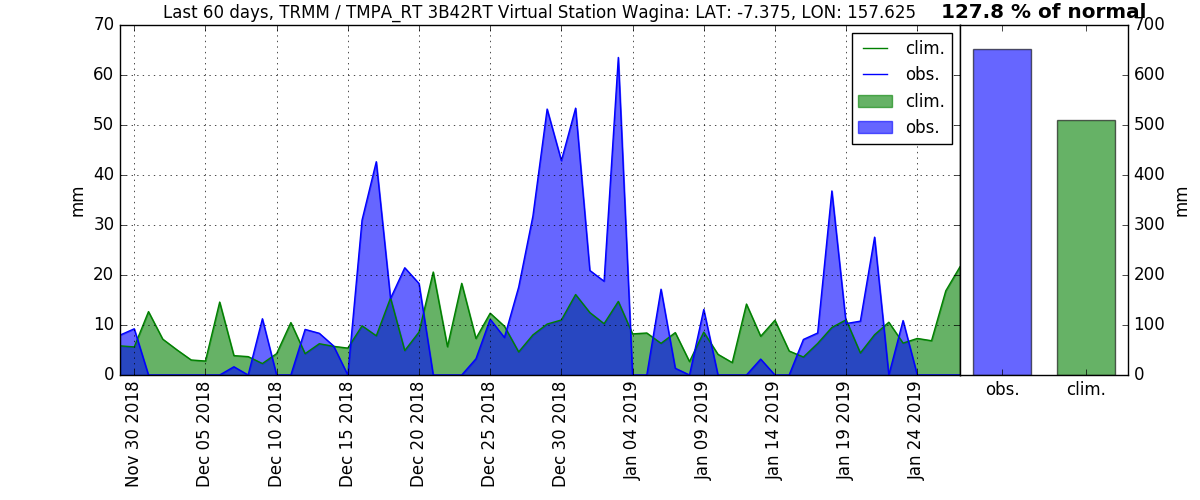 Last 60 days, TRMM / TMPA_RT 3B42RT Virtual Station Wagina: LAT: -7.375, LON: 157.625
127.8 % of normal
70
60
50
40
30
20
10
0
mm
clim.
obs.
clim.
obs.
700
600
500
400
300
200
100
0
mm
obs.
clim.
Nov 30 2018
Dec 05 2018
Dec 10 2018
Dec 15 2018
Dec 20 2018
Dec 25 2018
Dec 30 2018
Jan 04 2019
Jan 09 2019
Jan 14 2019
Jan 19 2019
Jan 24 2019